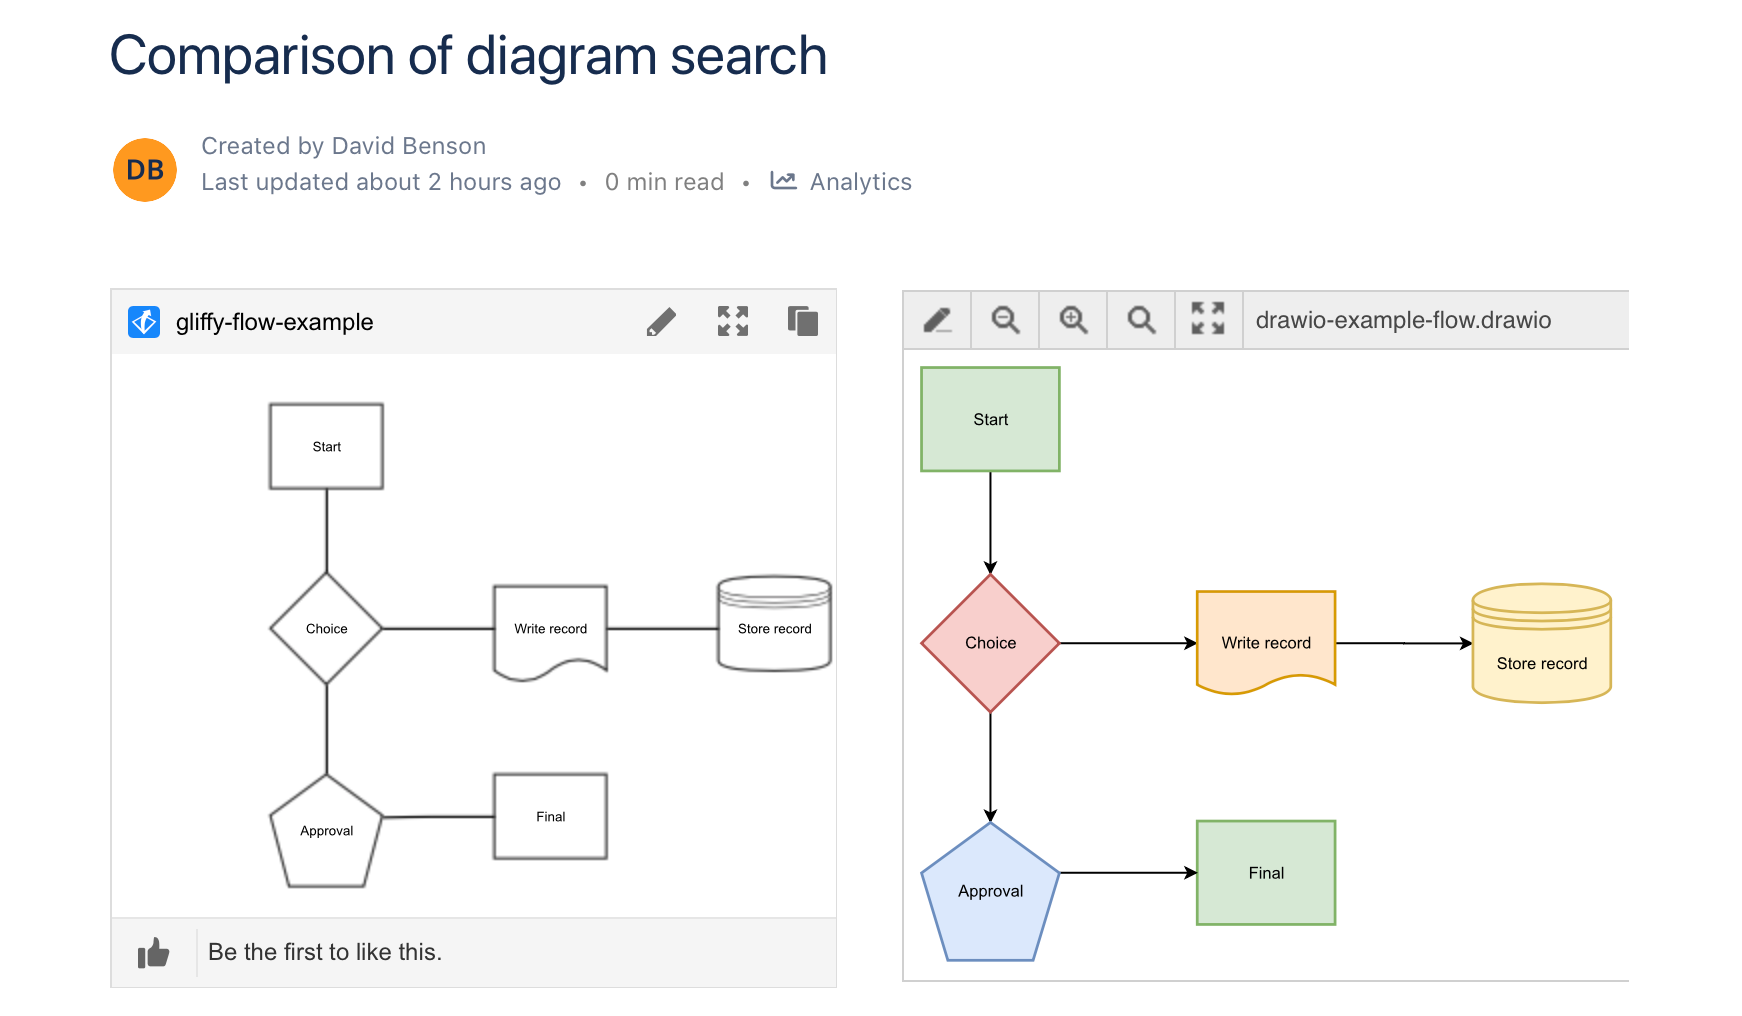 Comparison of diagram search
DB
Created by David Benson
Last updated about 2 hours ago • 0 min read • Analytics
gliffy-flow-example
Start
Choice
Write record
Store record
Approval
Final
Be the first to like this.
drawio-example-flow.drawio
Start
Choice
Write record
Store record
Approval
Final